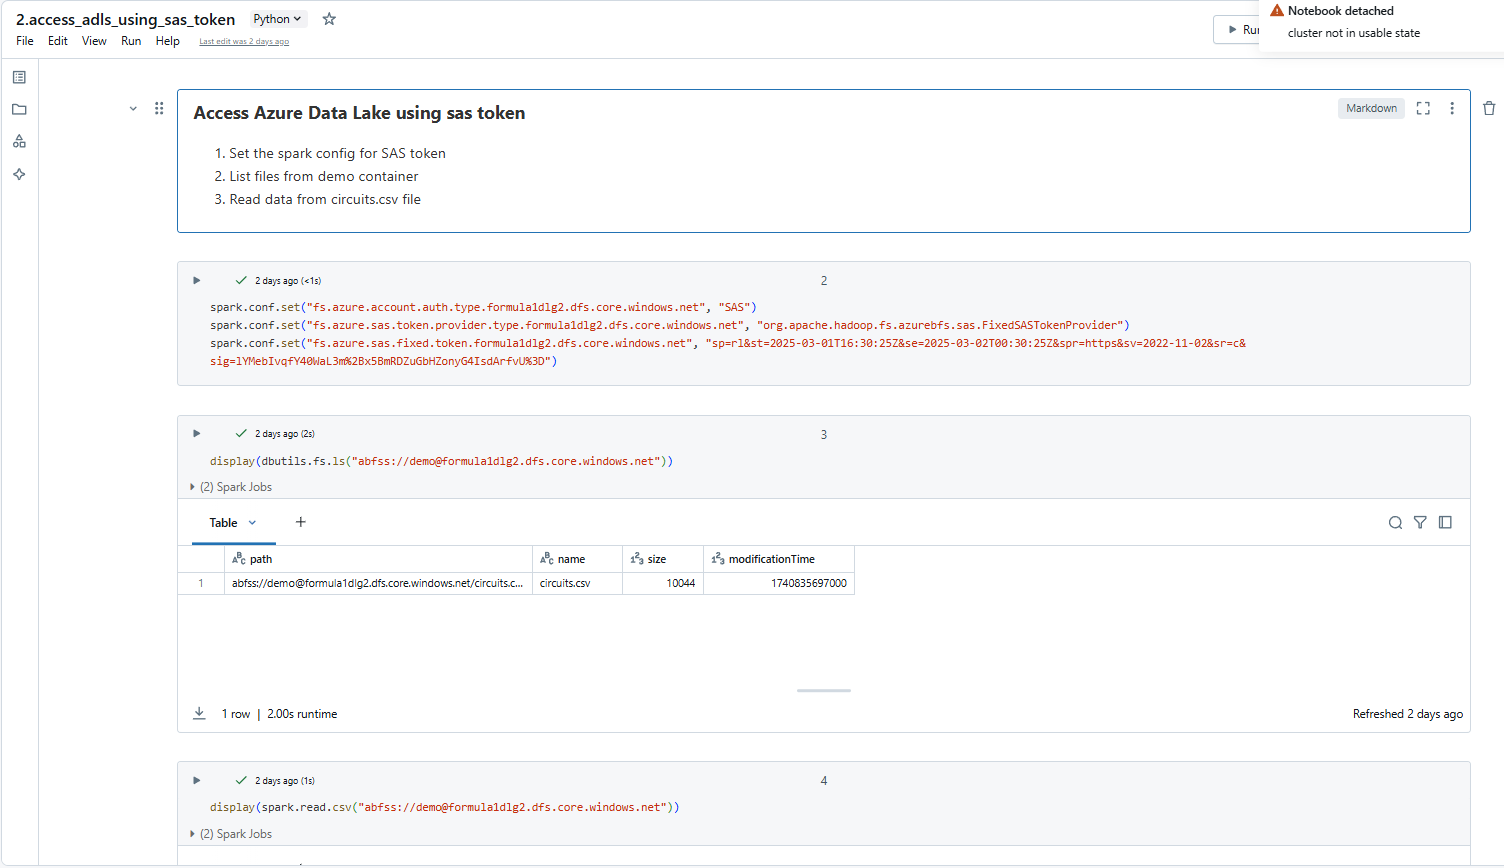 2.access_adls_using_sas_token Python
File Edit View Run Help Last edit was 2 days ago
Run
Notebook detached
cluster not in usable state
Access Azure Data Lake using sas token
Markdown
1. Set the spark config for SAS token
2. List files from demo container
3. Read data from circuits.csv file
2 days ago (<1s)
2
spark.conf.set("fs.azure.account.auth.type.formula1dlg2.dfs.core.windows.net", "SAS")
spark.conf.set("fs.azure.sas.token.provider.type.formula1dlg2.dfs.core.windows.net", "org.apache.hadoop.fs.azurebfs.sas.FixedSASTokenProvider")
spark.conf.set("fs.azure.sas.fixed.token.formula1dlg2.dfs.core.windows.net", "sp=rl&st=2025-03-01T16:30:25Z&se=2025-03-02T00:30:25Z&spr=https&sv=2022-11-02&sr=c&
sig=lYMebIvqfY40WaL3m%2Bx5BmRDZuGbHZonyG4IsdArfvU%3D")
2 days ago (2s)
3
display(dbutils.fs.ls("abfss://demo@formula1dlg2.dfs.core.windows.net"))
(2) Spark Jobs
Table
path name size modificationTime
1 abfss://demo@formula1dlg2.dfs.core.windows.net/circuits.c... circuits.csv 10044 1740835697000
1 row | 2.00s runtime
Refreshed 2 days ago
2 days ago (1s)
4
display(spark.read.csv("abfss://demo@formula1dlg2.dfs.core.windows.net"))
(2) Spark Jobs